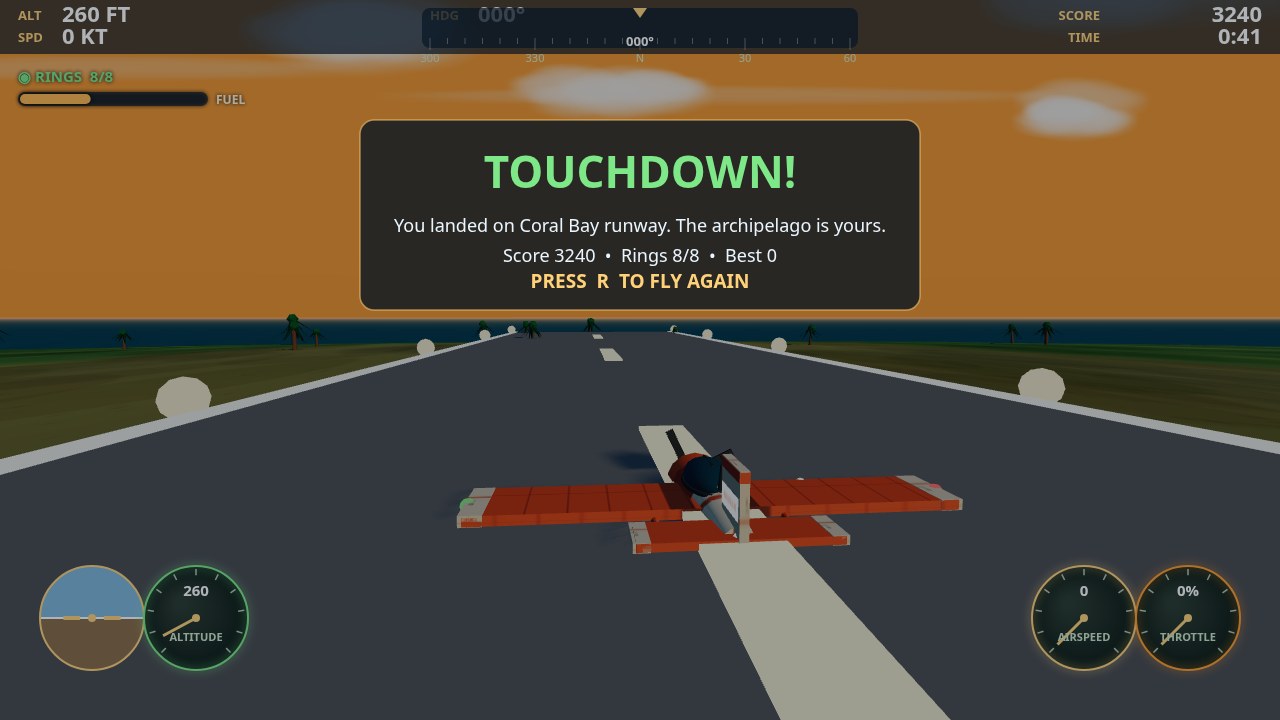 ALT 260 FT
SPD 0 KT
HDG 000°
000°
300 330 N 30 60
SCORE 3240
TIME 0:41
◉ RINGS 8/8
FUEL
TOUCHDOWN!
You landed on Coral Bay runway. The archipelago is yours.
Score 3240 • Rings 8/8 • Best 0
PRESS R TO FLY AGAIN
260
ALTITUDE
0
AIRSPEED
0%
THROTTLE